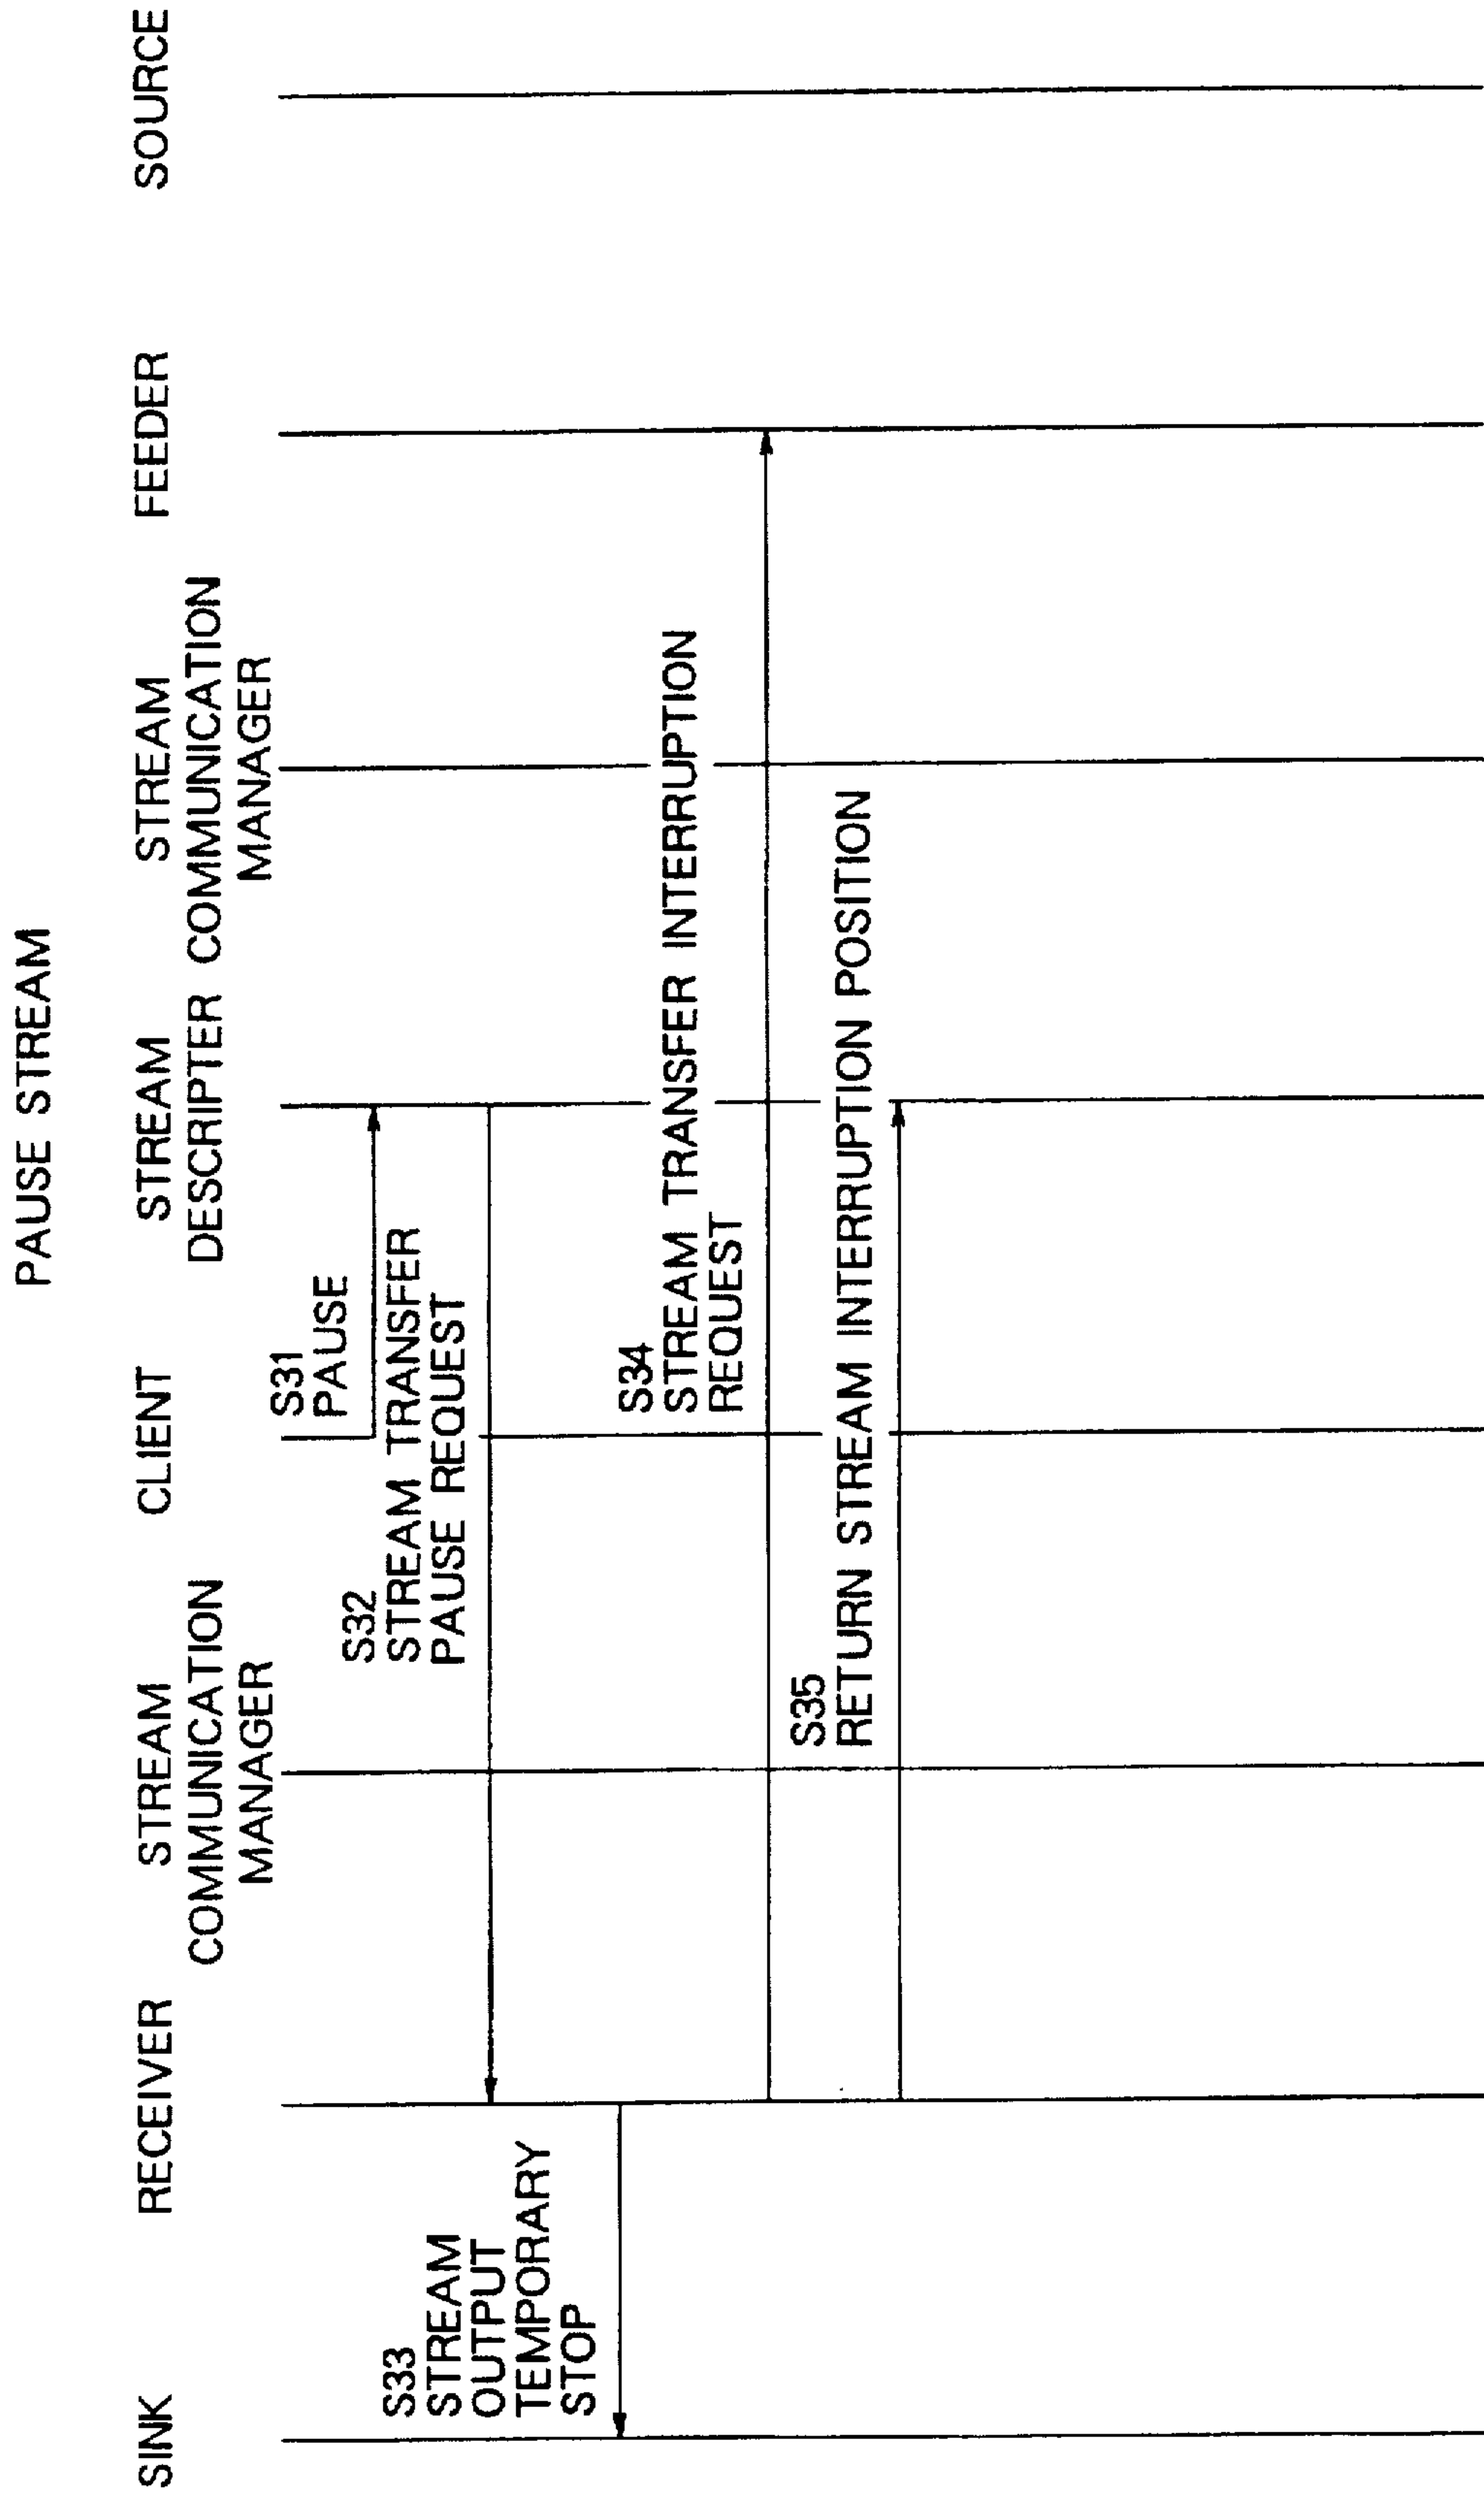 PAUSE STREAM
SINK
RECEIVER
STREAM
COMMUNICATION
MANAGER
CLIENT
STREAM
DESCRIPTER
STREAM
COMMUNICATION
MANAGER
FEEDER
SOURCE
S31
PAUSE
S32
STREAM TRANSFER
PAUSE REQUEST
S33
STREAM
OUTPUT
TEMPORARY
STOP
S34
STREAM TRANSFER INTERRUPTION
REQUEST
S35
RETURN STREAM INTERRUPTION POSITION